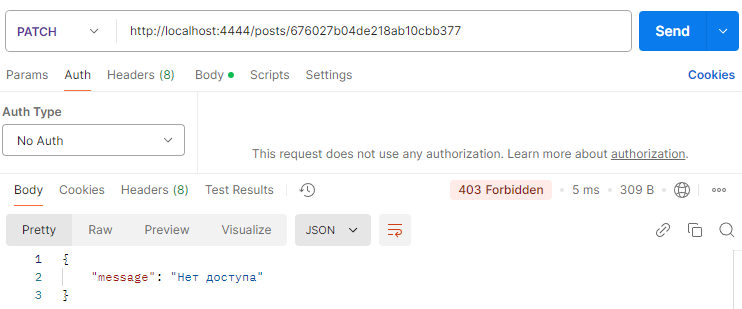 PATCH http://localhost:4444/posts/676027b04de218ab10cbb377 Send
Params Auth Headers (8) Body Scripts Settings Cookies
Auth Type
No Auth
This request does not use any authorization. Learn more about authorization.
Body Cookies Headers (8) Test Results 403 Forbidden 5 ms 309 B
Pretty Raw Preview Visualize JSON
1 {
2 "message": "Нет доступа"
3 }